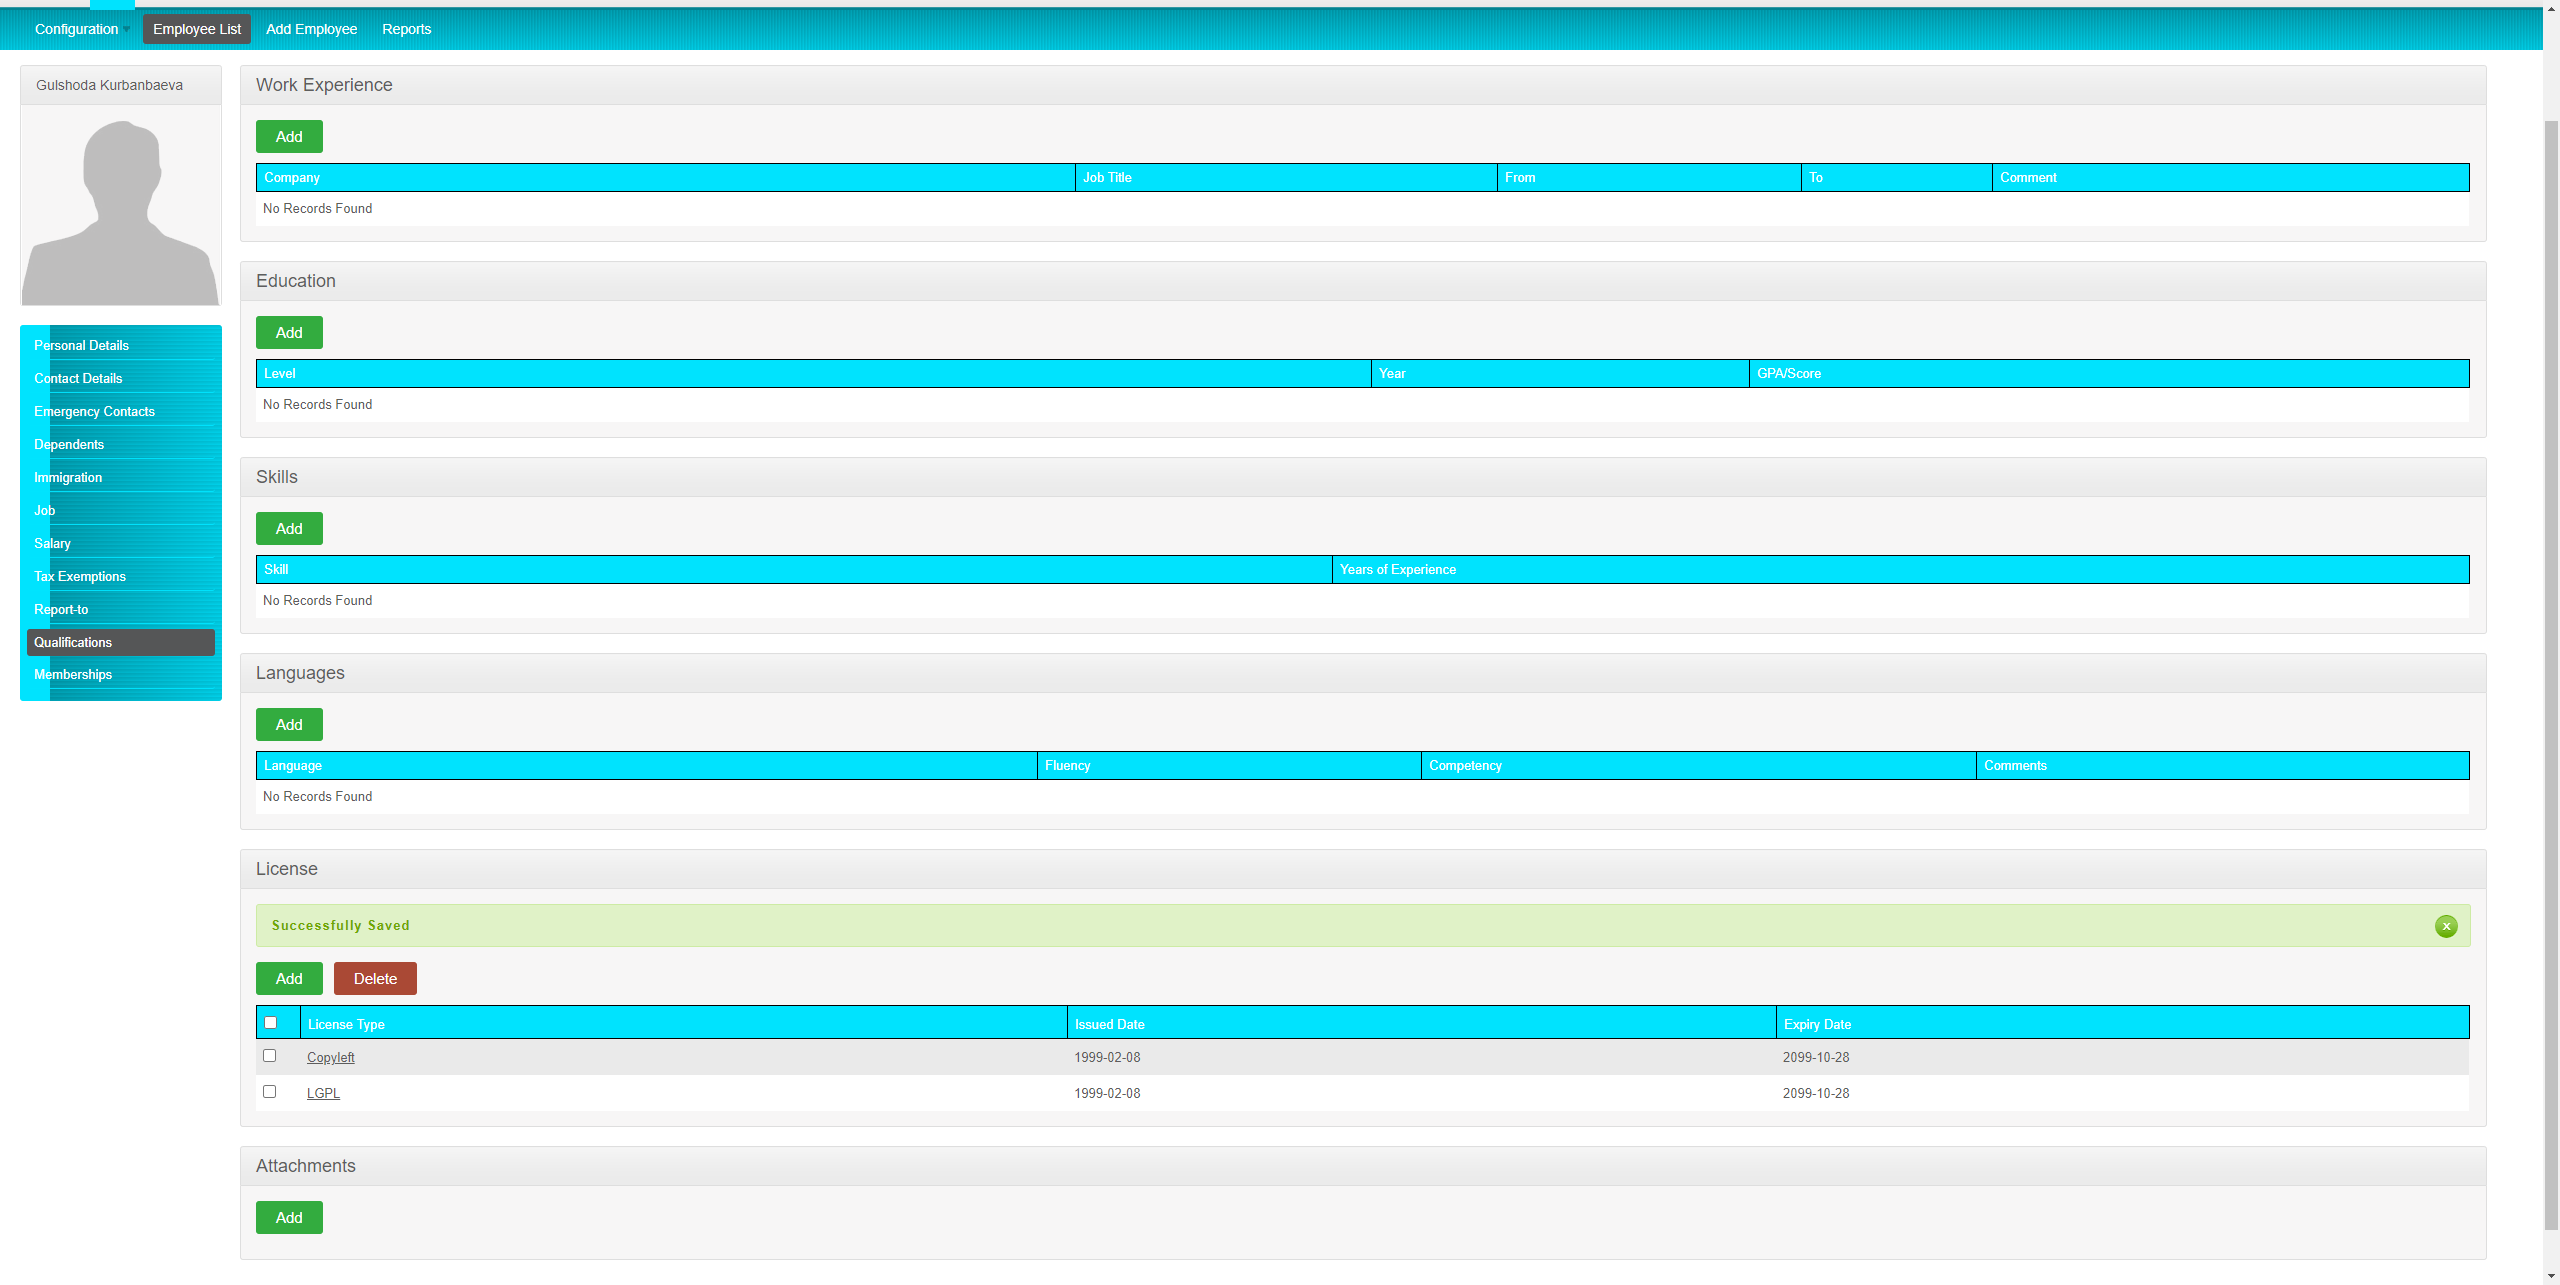 Configuration Employee List Add Employee Reports
Gulshoda Kurbanbaeva
Personal Details
Contact Details
Emergency Contacts
Dependents
Immigration
Job
Salary
Tax Exemptions
Report-to
Qualifications
Memberships
Work Experience
Add
Company Job Title From To Comment
No Records Found
Education
Add
Level Year GPA/Score
No Records Found
Skills
Add
Skill Years of Experience
No Records Found
Languages
Add
Language Fluency Competency Comments
No Records Found
License
Successfully Saved
Add Delete
License Type Issued Date Expiry Date
Copyleft 1999-02-08 2099-10-28
LGPL 1999-02-08 2099-10-28
Attachments
Add